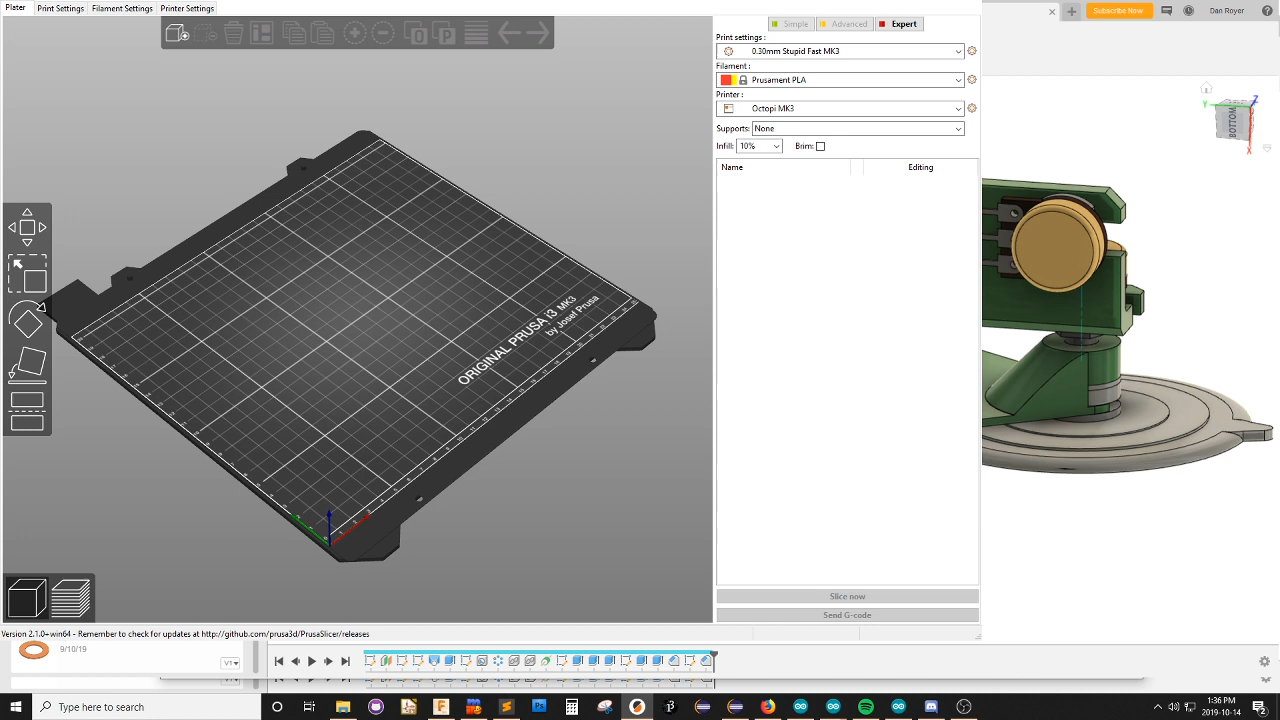 Plater Print Settings Filament Settings Printer Settings
Subscribe Now
Dan Royer
Simple Advanced Expert
Print settings :
0.30mm Stupid Fast MK3
Filament :
Prusament PLA
Printer :
Octopi MK3
Supports: None
Infill: 10% Brim:
Name Editing
BOTTOM
Y Z X
ORIGINAL PRUSA i3 MK3
by Josef Prusa
Slice now
Send G-code
Version 2.1.0+win64 - Remember to check for updates at http://github.com/prusa3d/PrusaSlicer/releases
9/10/19
V1
Type here to search
1:36 PM
2019-10-14